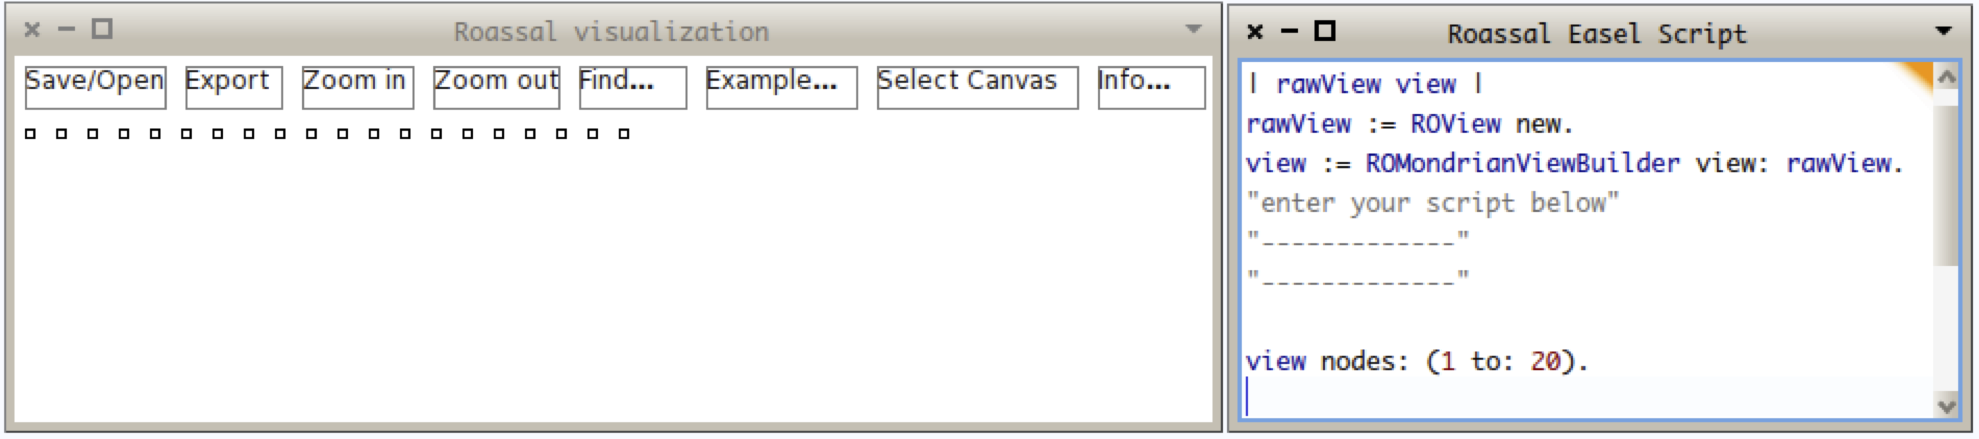 Roassal visualization
Save/Open Export Zoom in Zoom out Find... Example... Select Canvas Info...
Roassal Easel Script
| rawView view |
rawView := ROView new.
view := ROMondrianViewBuilder view: rawView.
"enter your script below"
"-------------"
"-------------"
view nodes: (1 to: 20).